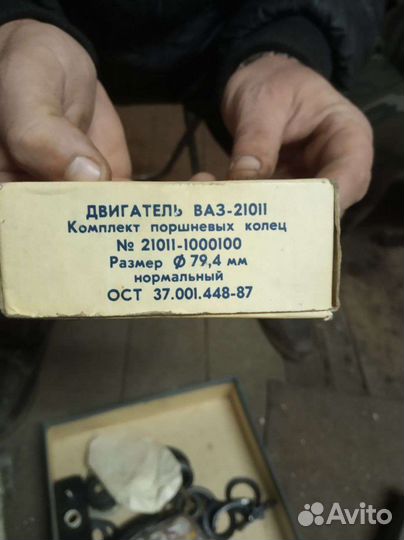 ДВИГАТЕЛЬ ВАЗ-21011
Комплект поршневых колец
№ 21011-1000100
Размер Ф 79,4 мм
нормальный
ОСТ 37.001.448-87
Avito